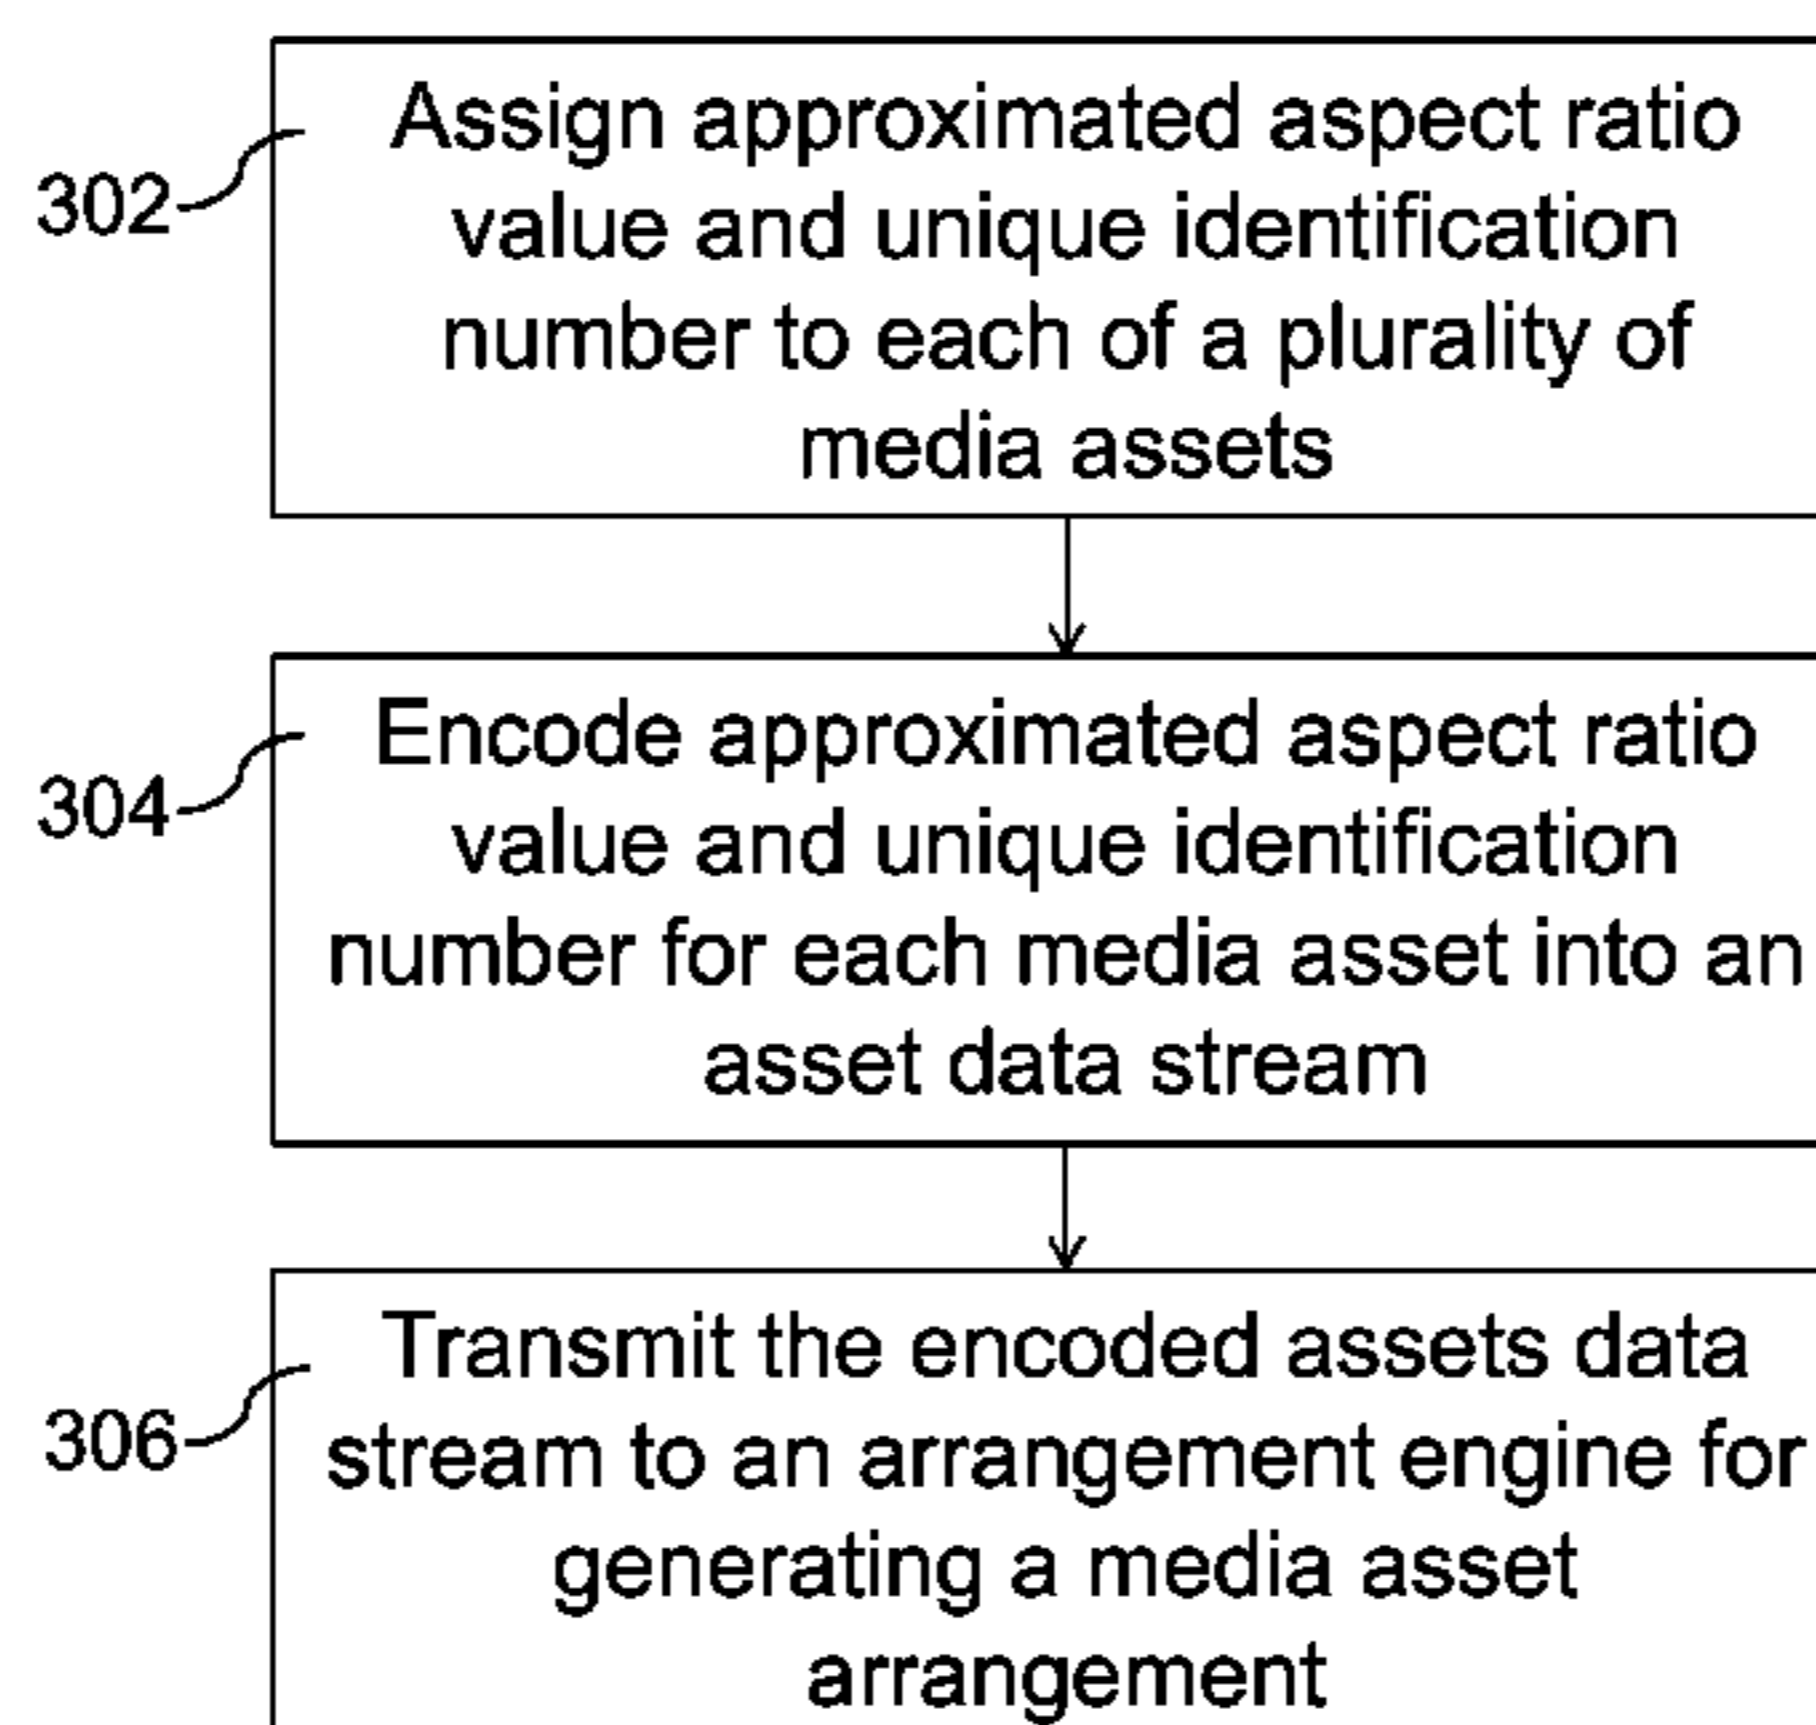 302
Assign approximated aspect ratio
value and unique identification
number to each of a plurality of
media assets
304
Encode approximated aspect ratio
value and unique identification
number for each media asset into an
asset data stream
306
Transmit the encoded assets data
stream to an arrangement engine for
generating a media asset
arrangement